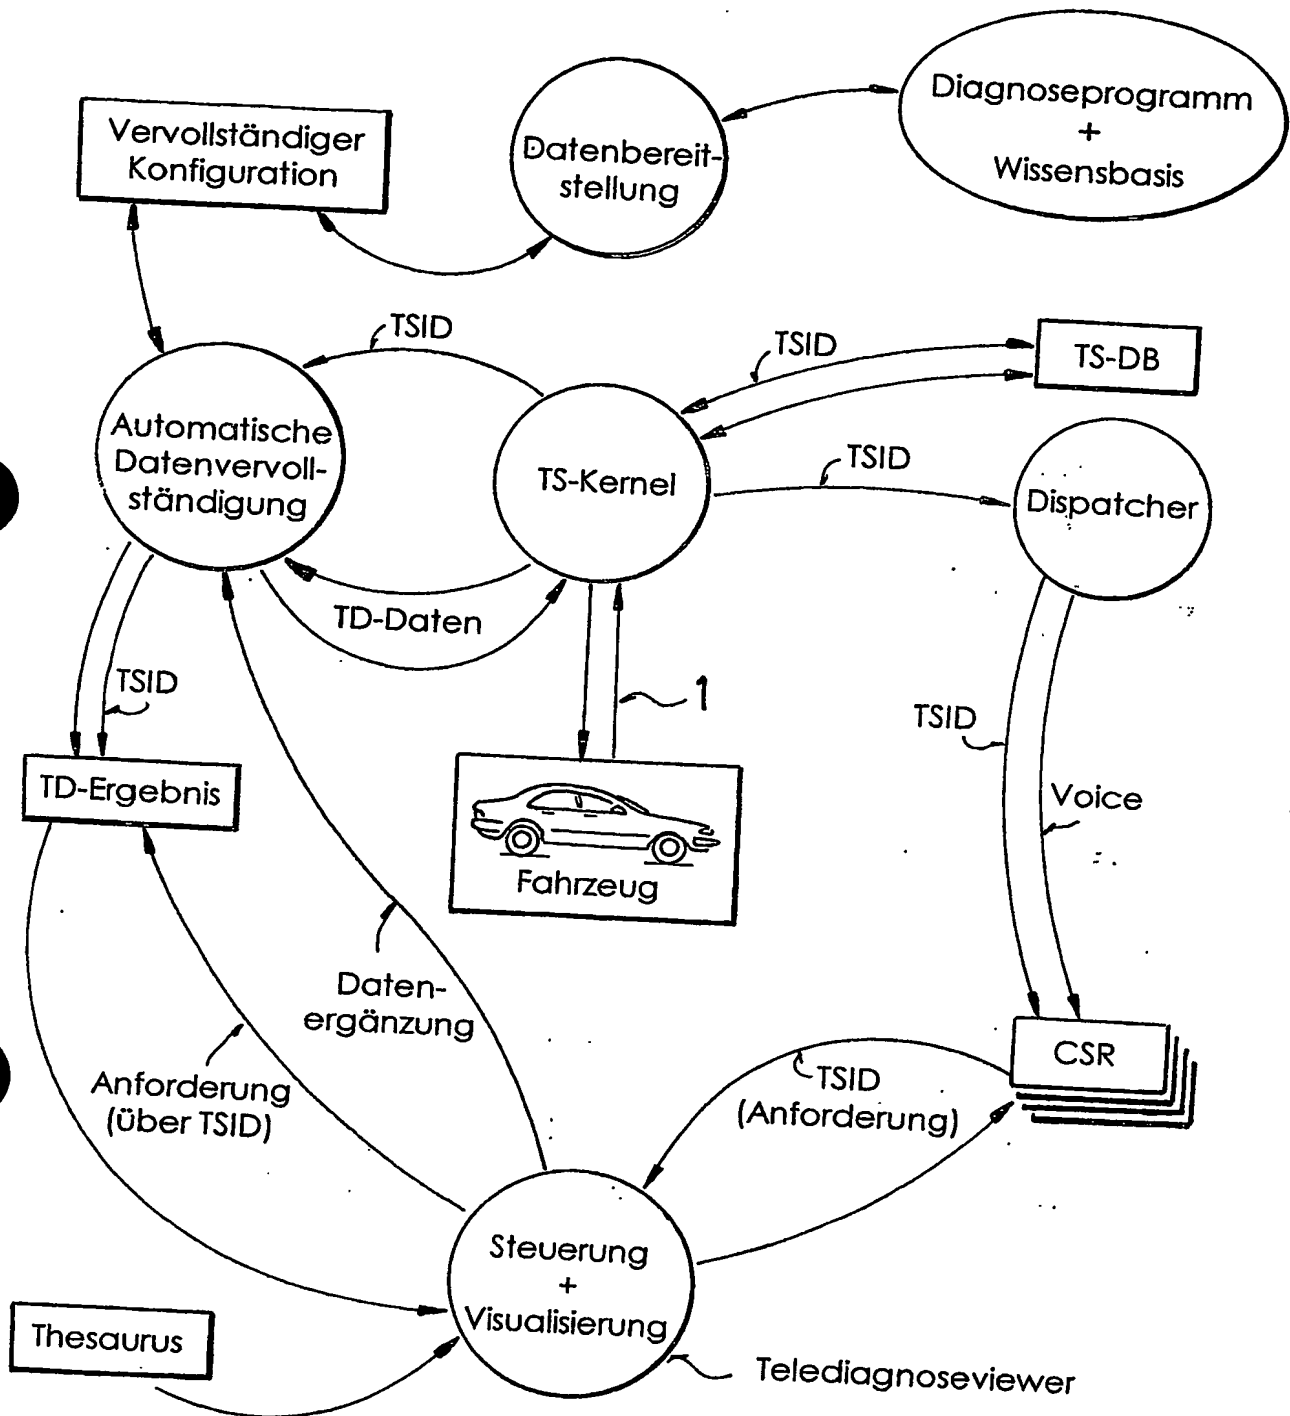 Diagnoseprogramm
+
Wissensbasis
Vervollständiger
Konfiguration
Datenbereit-
stellung
TSID
TSID
TS-DB
Automatische
Datenvervoll-
ständigung
TS-Kernel
TSID
Dispatcher
TD-Daten
TSID
1
TSID
TD-Ergebnis
Voice
Fahrzeug
Daten-
ergänzung
CSR
Anforderung
(über TSID)
TSID
(Anforderung)
Steuerung
+
Visualisierung
Thesaurus
Telediagnoseviewer